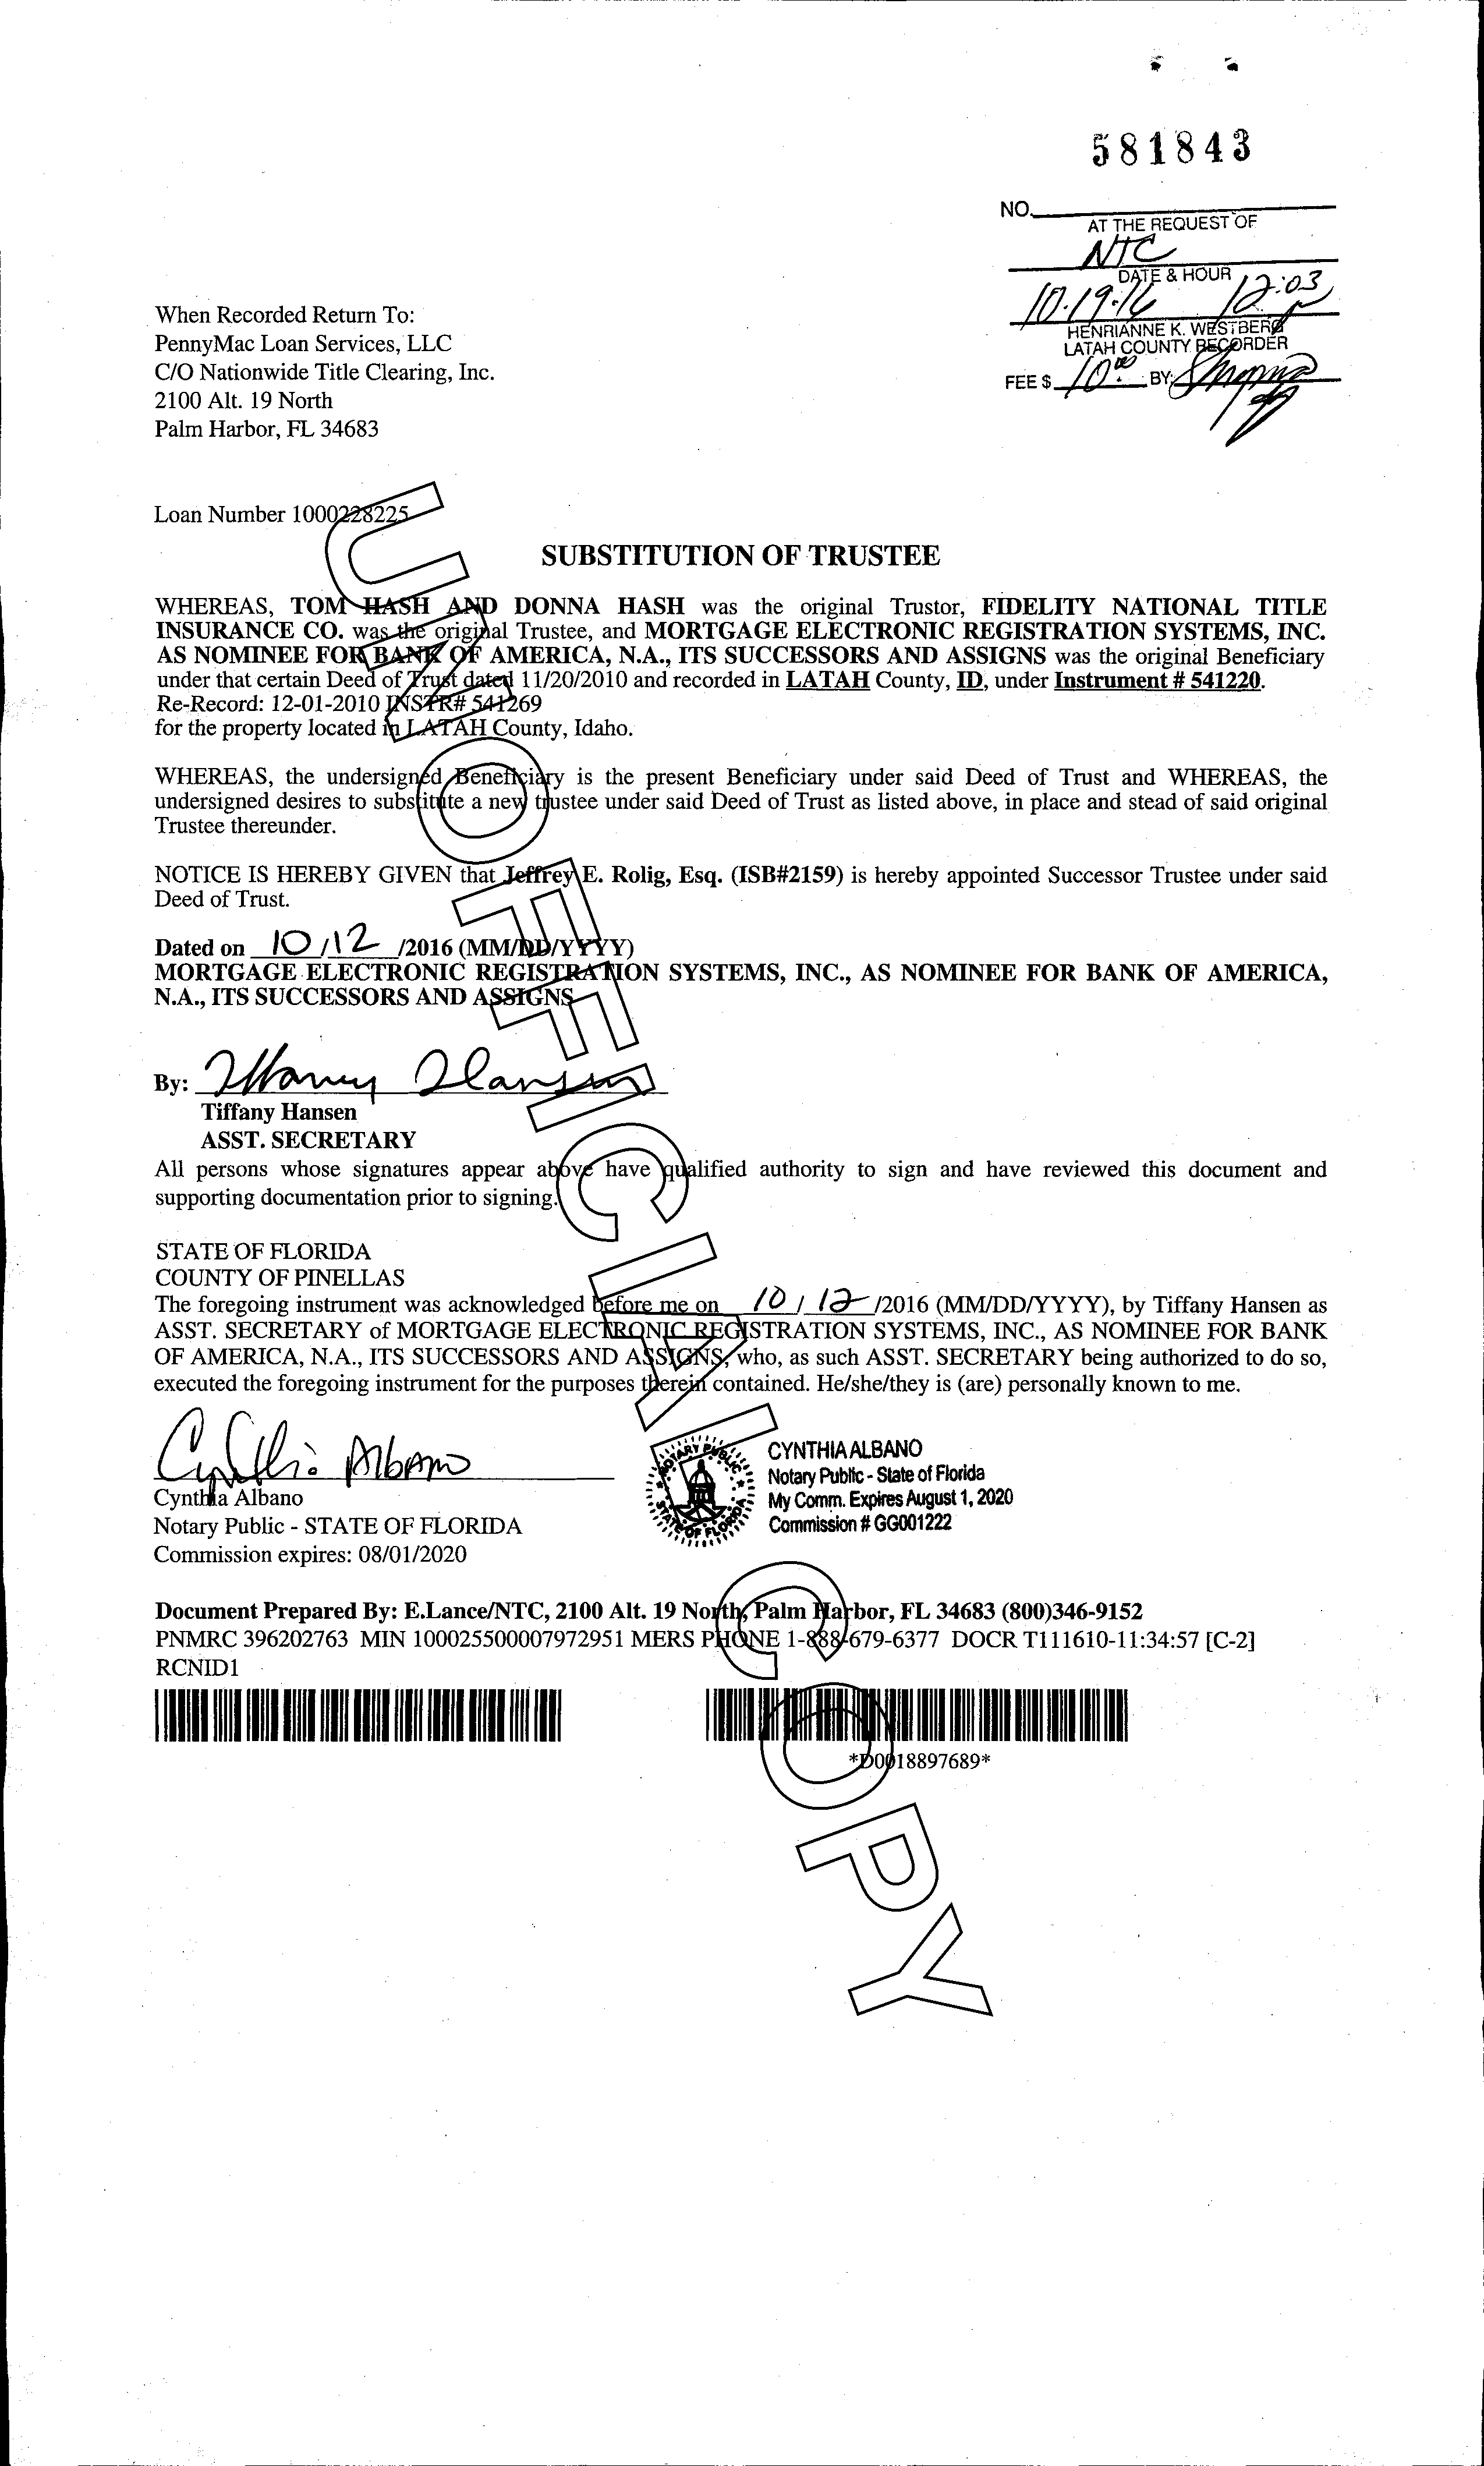 581843
NO.
AT THE REQUEST OF
NTC
DATE & HOUR
10.19.16 12:03
HENRIANNE K. WESTBERG
LATAH COUNTY RECORDER
FEE $ 10.00 BY:
When Recorded Return To:
PennyMac Loan Services, LLC
C/O Nationwide Title Clearing, Inc.
2100 Alt. 19 North
Palm Harbor, FL 34683
Loan Number 1000228225
SUBSTITUTION OF TRUSTEE
WHEREAS, TOM HASH AND DONNA HASH was the original Trustor, FIDELITY NATIONAL TITLE
INSURANCE CO. was the original Trustee, and MORTGAGE ELECTRONIC REGISTRATION SYSTEMS, INC.
AS NOMINEE FOR BANK OF AMERICA, N.A., ITS SUCCESSORS AND ASSIGNS was the original Beneficiary
under that certain Deed of Trust dated 11/20/2010 and recorded in LATAH County, ID, under Instrument # 541220.
Re-Record: 12-01-2010 INSTR# 541269
for the property located in LATAH County, Idaho.
WHEREAS, the undersigned Beneficiary is the present Beneficiary under said Deed of Trust and WHEREAS, the
undersigned desires to substitute a new trustee under said Deed of Trust as listed above, in place and stead of said original
Trustee thereunder.
NOTICE IS HEREBY GIVEN that Jeffrey E. Rolig, Esq. (ISB#2159) is hereby appointed Successor Trustee under said
Deed of Trust.
Dated on 10/12/2016 (MM/DD/YYYY)
MORTGAGE ELECTRONIC REGISTRATION SYSTEMS, INC., AS NOMINEE FOR BANK OF AMERICA,
N.A., ITS SUCCESSORS AND ASSIGNS
By: Tiffany Hansen
Tiffany Hansen
ASST. SECRETARY
All persons whose signatures appear above have qualified authority to sign and have reviewed this document and
supporting documentation prior to signing.
STATE OF FLORIDA
COUNTY OF PINELLAS
The foregoing instrument was acknowledged before me on 10/12/2016 (MM/DD/YYYY), by Tiffany Hansen as
ASST. SECRETARY of MORTGAGE ELECTRONIC REGISTRATION SYSTEMS, INC., AS NOMINEE FOR BANK
OF AMERICA, N.A., ITS SUCCESSORS AND ASSIGNS, who, as such ASST. SECRETARY being authorized to do so,
executed the foregoing instrument for the purposes therein contained. He/she/they is (are) personally known to me.
Cynthia Albano
Cynthia Albano
Notary Public - STATE OF FLORIDA
Commission expires: 08/01/2020
NOTARY PUBLIC
STATE OF FLORIDA
CYNTHIA ALBANO
Notary Public - State of Florida
My Comm. Expires August 1, 2020
Commission # GG001222
Document Prepared By: E.Lance/NTC, 2100 Alt. 19 North, Palm Harbor, FL 34683 (800)346-9152
PNMRC 396202763 MIN 100025500007972951 MERS PHONE 1-888-679-6377 DOCR T111610-11:34:57 [C-2]
RCNID1
*D0018897689*
UNOFFICIAL COPY